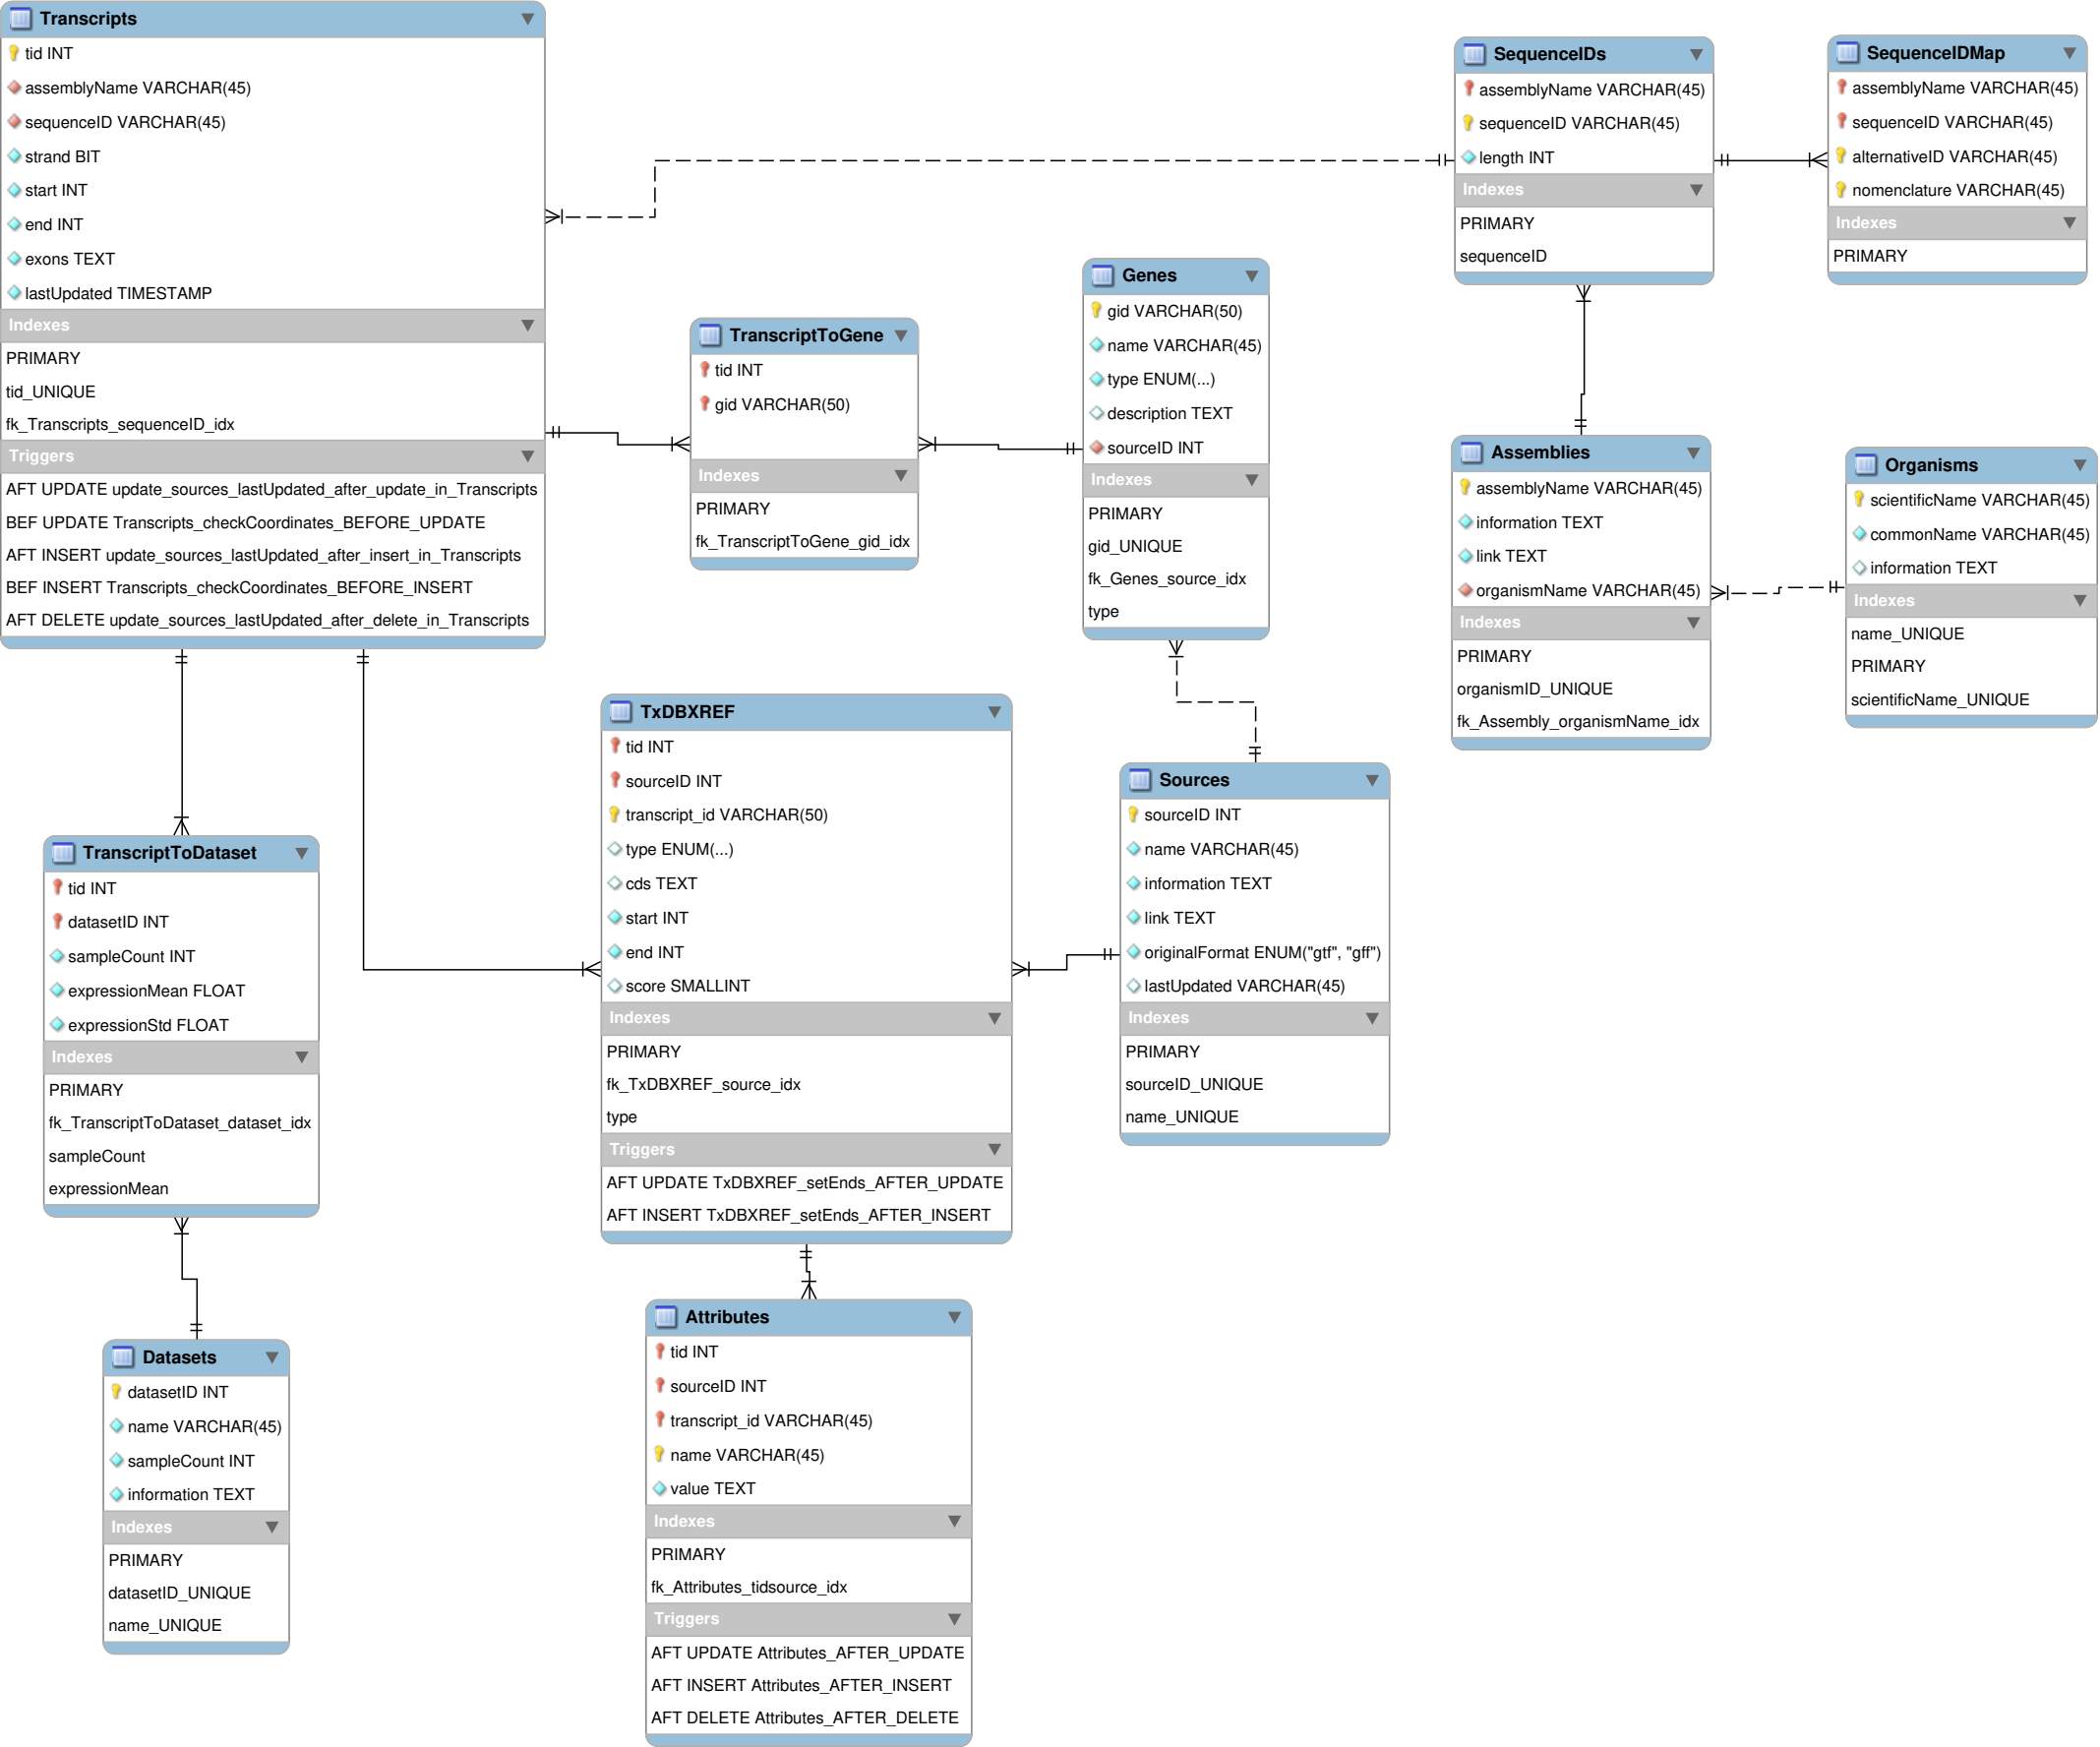 Transcripts
tid INT
assemblyName VARCHAR(45)
sequenceID VARCHAR(45)
strand BIT
start INT
end INT
exons TEXT
lastUpdated TIMESTAMP
Indexes
PRIMARY
tid_UNIQUE
fk_Transcripts_sequenceID_idx
Triggers
AFT UPDATE update_sources_lastUpdated_after_update_in_Transcripts
BEF UPDATE Transcripts_checkCoordinates_BEFORE_UPDATE
AFT INSERT update_sources_lastUpdated_after_insert_in_Transcripts
BEF INSERT Transcripts_checkCoordinates_BEFORE_INSERT
AFT DELETE update_sources_lastUpdated_after_delete_in_Transcripts
SequenceIDs
assemblyName VARCHAR(45)
sequenceID VARCHAR(45)
length INT
Indexes
PRIMARY
sequenceID
SequenceIDMap
assemblyName VARCHAR(45)
sequenceID VARCHAR(45)
alternativeID VARCHAR(45)
nomenclature VARCHAR(45)
Indexes
PRIMARY
TranscriptToGene
tid INT
gid VARCHAR(50)
Indexes
PRIMARY
fk_TranscriptToGene_gid_idx
Genes
gid VARCHAR(50)
name VARCHAR(45)
type ENUM(...)
description TEXT
sourceID INT
Indexes
PRIMARY
gid_UNIQUE
fk_Genes_source_idx
type
Assemblies
assemblyName VARCHAR(45)
information TEXT
link TEXT
organismName VARCHAR(45)
Indexes
PRIMARY
organismID_UNIQUE
fk_Assembly_organismName_idx
Organisms
scientificName VARCHAR(45)
commonName VARCHAR(45)
information TEXT
Indexes
name_UNIQUE
PRIMARY
scientificName_UNIQUE
TxDBXREF
tid INT
sourceID INT
transcript_id VARCHAR(50)
type ENUM(...)
cds TEXT
start INT
end INT
score SMALLINT
Indexes
PRIMARY
fk_TxDBXREF_source_idx
type
Triggers
AFT UPDATE TxDBXREF_setEnds_AFTER_UPDATE
AFT INSERT TxDBXREF_setEnds_AFTER_INSERT
Sources
sourceID INT
name VARCHAR(45)
information TEXT
link TEXT
originalFormat ENUM("gtf", "gff")
lastUpdated VARCHAR(45)
Indexes
PRIMARY
sourceID_UNIQUE
name_UNIQUE
TranscriptToDataset
tid INT
datasetID INT
sampleCount INT
expressionMean FLOAT
expressionStd FLOAT
Indexes
PRIMARY
fk_TranscriptToDataset_dataset_idx
sampleCount
expressionMean
Datasets
datasetID INT
name VARCHAR(45)
sampleCount INT
information TEXT
Indexes
PRIMARY
datasetID_UNIQUE
name_UNIQUE
Attributes
tid INT
sourceID INT
transcript_id VARCHAR(45)
name VARCHAR(45)
value TEXT
Indexes
PRIMARY
fk_Attributes_tidsource_idx
Triggers
AFT UPDATE Attributes_AFTER_UPDATE
AFT INSERT Attributes_AFTER_INSERT
AFT DELETE Attributes_AFTER_DELETE